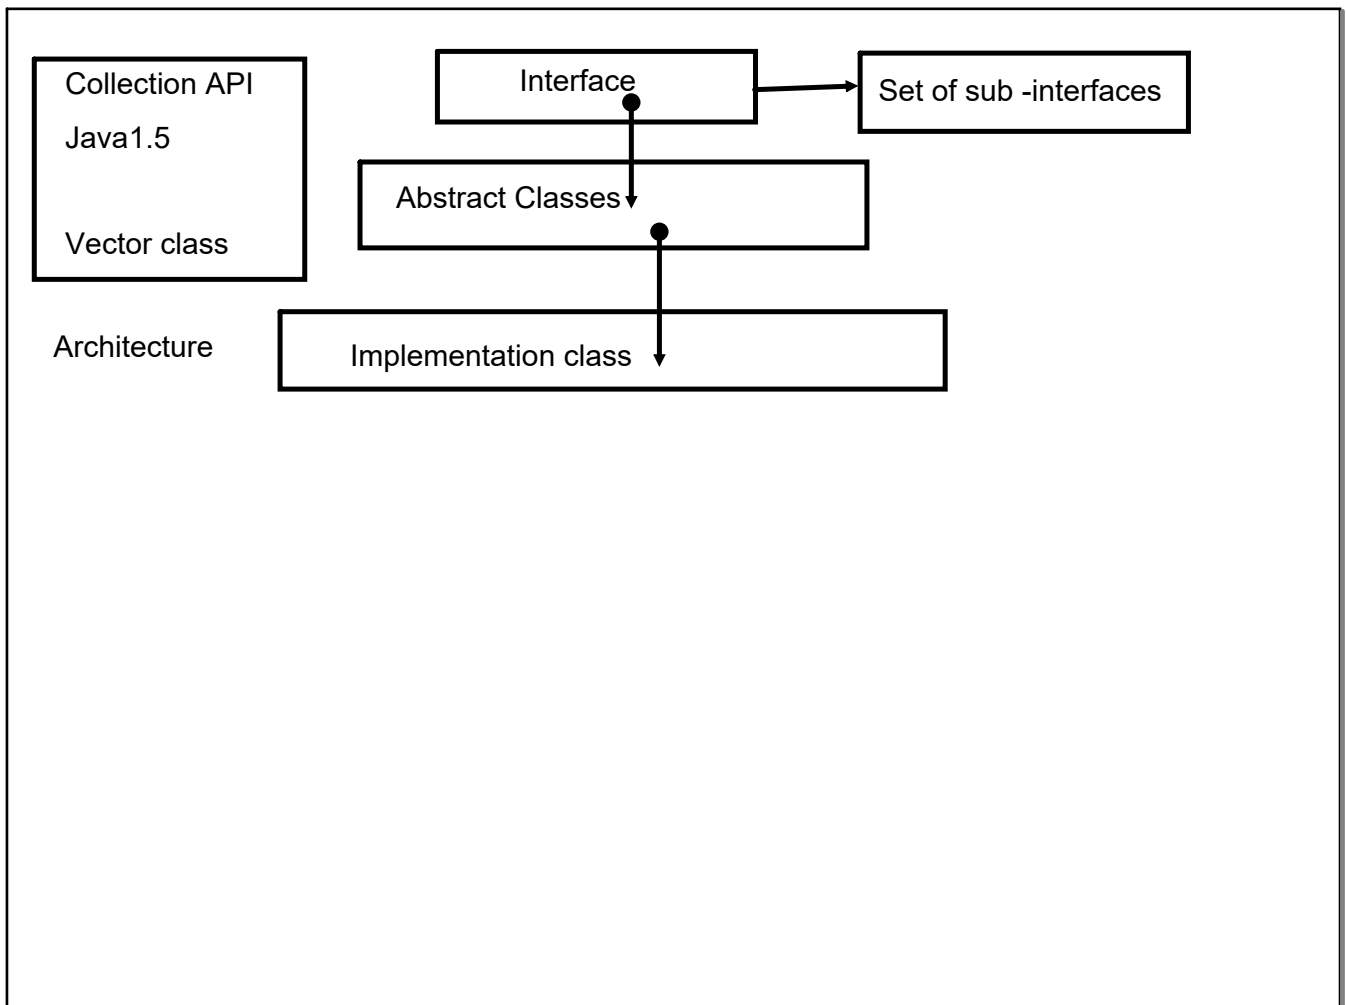 Collection API
Java1.5
Vector class
Interface
Set of sub -interfaces
Abstract Classes
Architecture
Implementation class